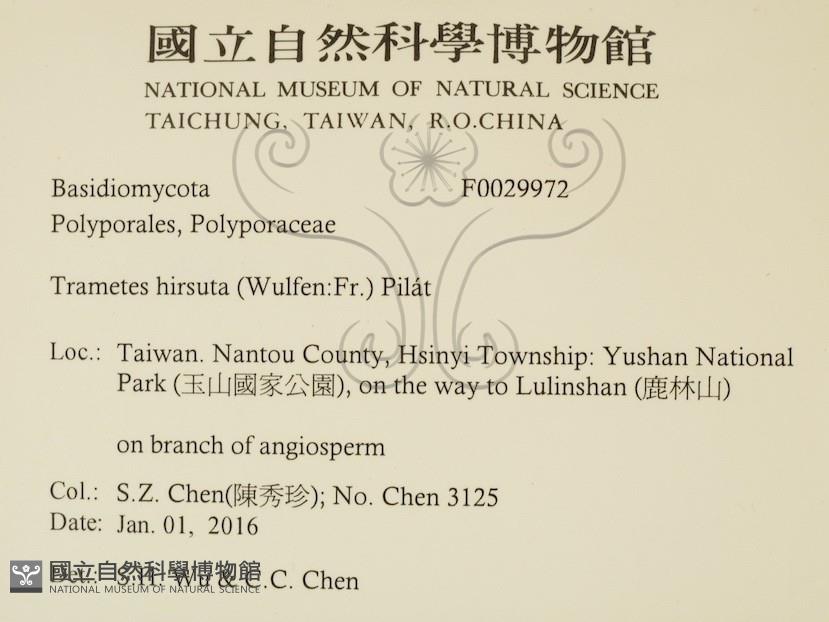 國立自然科學博物館
NATIONAL MUSEUM OF NATURAL SCIENCE
TAICHUNG, TAIWAN, R.O.CHINA
Basidiomycota F0029972
Polyporales, Polyporaceae
Trametes hirsuta (Wulfen:Fr.) Pilát
Loc.: Taiwan. Nantou County, Hsinyi Township: Yushan National
Park (玉山國家公園), on the way to Lulinshan (鹿林山)
on branch of angiosperm
Col.: S.Z. Chen(陳秀珍); No. Chen 3125
Date: Jan. 01, 2016
Det.: S.H. Wu & C.C. Chen
國立自然科學博物館
NATIONAL MUSEUM OF NATURAL SCIENCE